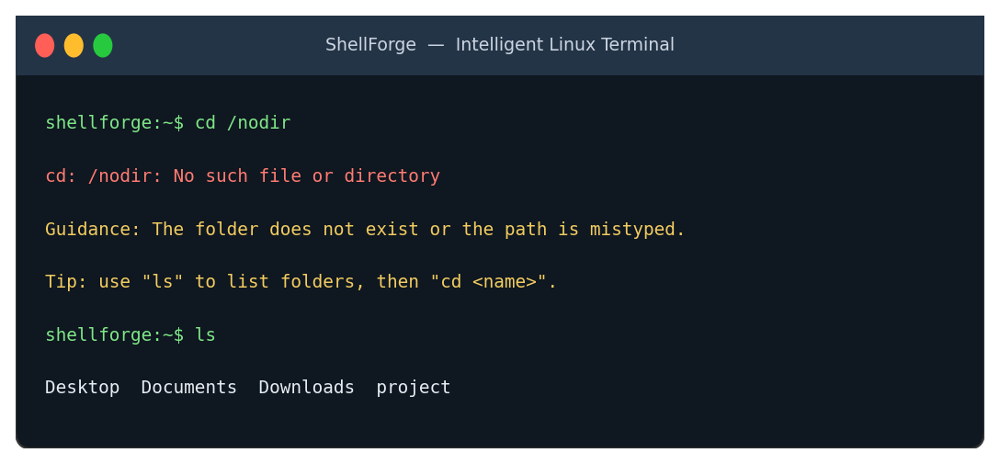 ShellForge — Intelligent Linux Terminal
shellforge:~$ cd /nodir
cd: /nodir: No such file or directory
Guidance: The folder does not exist or the path is mistyped.
Tip: use "ls" to list folders, then "cd <name>".
shellforge:~$ ls
Desktop  Documents  Downloads  project